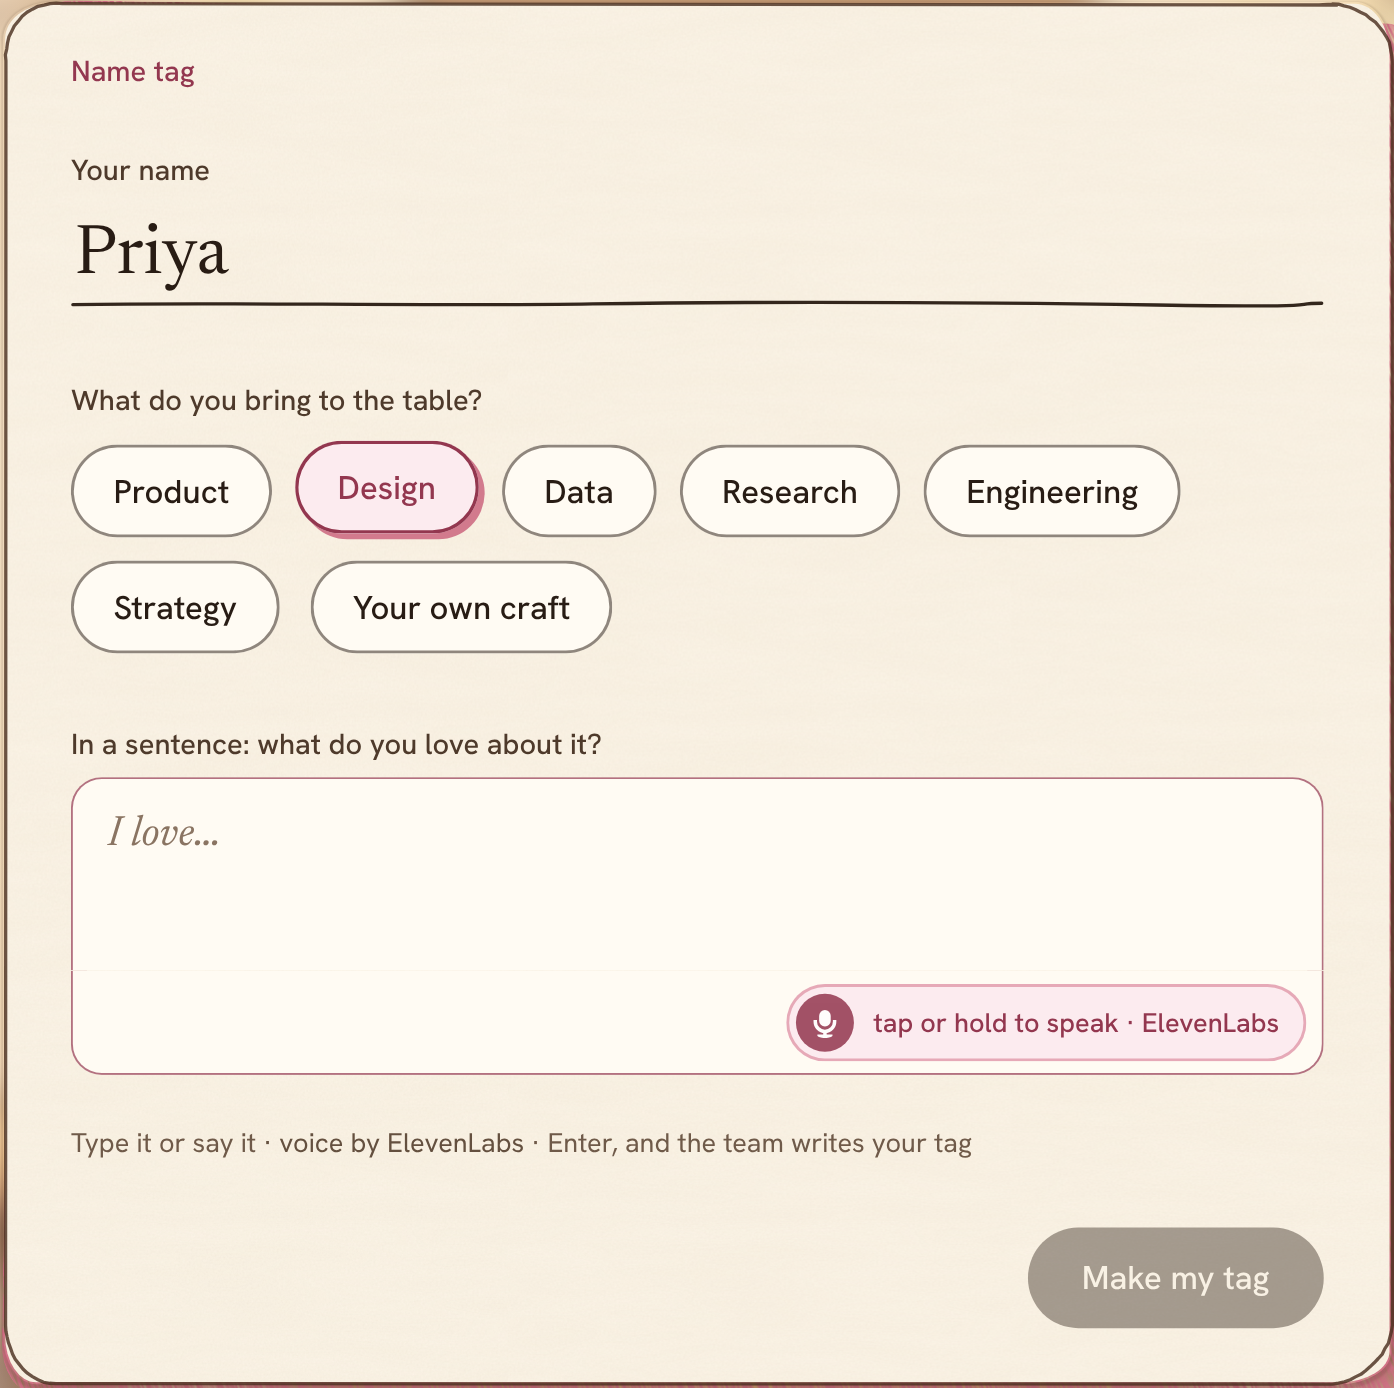 Name tag
Your name
Priya
What do you bring to the table?
Product Design Data Research Engineering
Strategy Your own craft
In a sentence: what do you love about it?
I love...
tap or hold to speak · ElevenLabs
Type it or say it · voice by ElevenLabs · Enter, and the team writes your tag
Make my tag